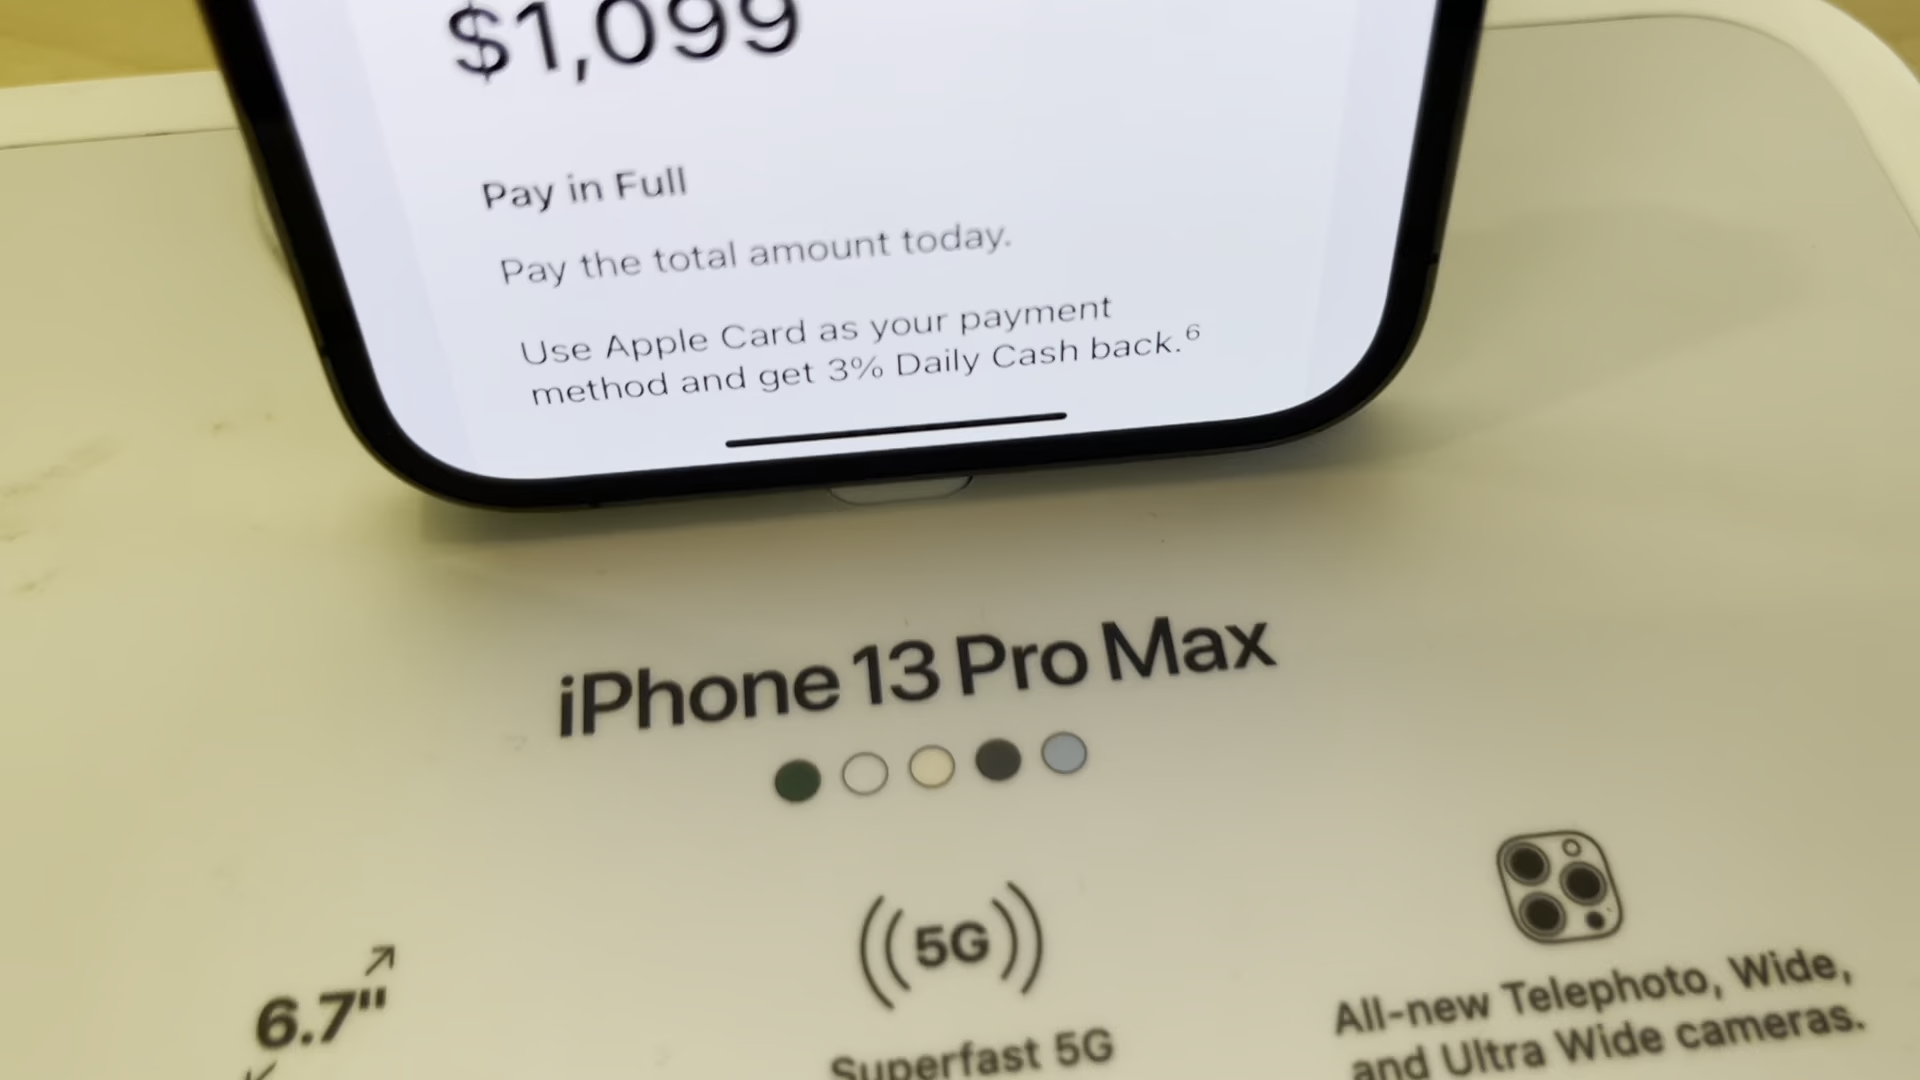 $1,099
Pay in Full
Pay the total amount today.
Use Apple Card as your payment
method and get 3% Daily Cash back.⁶
iPhone 13 Pro Max
6.7"
5G
Superfast 5G
All-new Telephoto, Wide,
and Ultra Wide cameras.